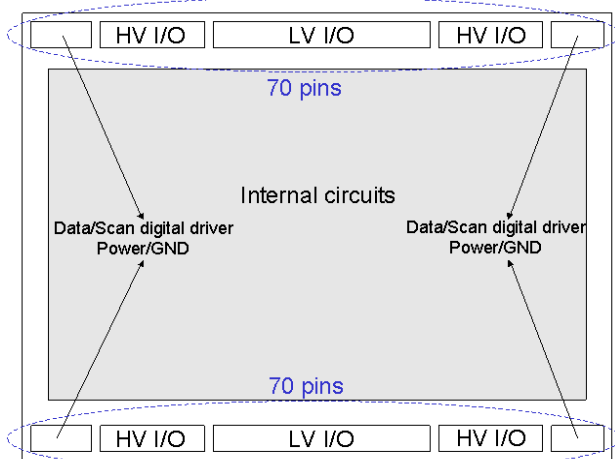 HV I/O LV I/O HV I/O
70 pins
Internal circuits
Data/Scan digital driver Data/Scan digital driver
Power/GND Power/GND
70 pins
HV I/O LV I/O HV I/O